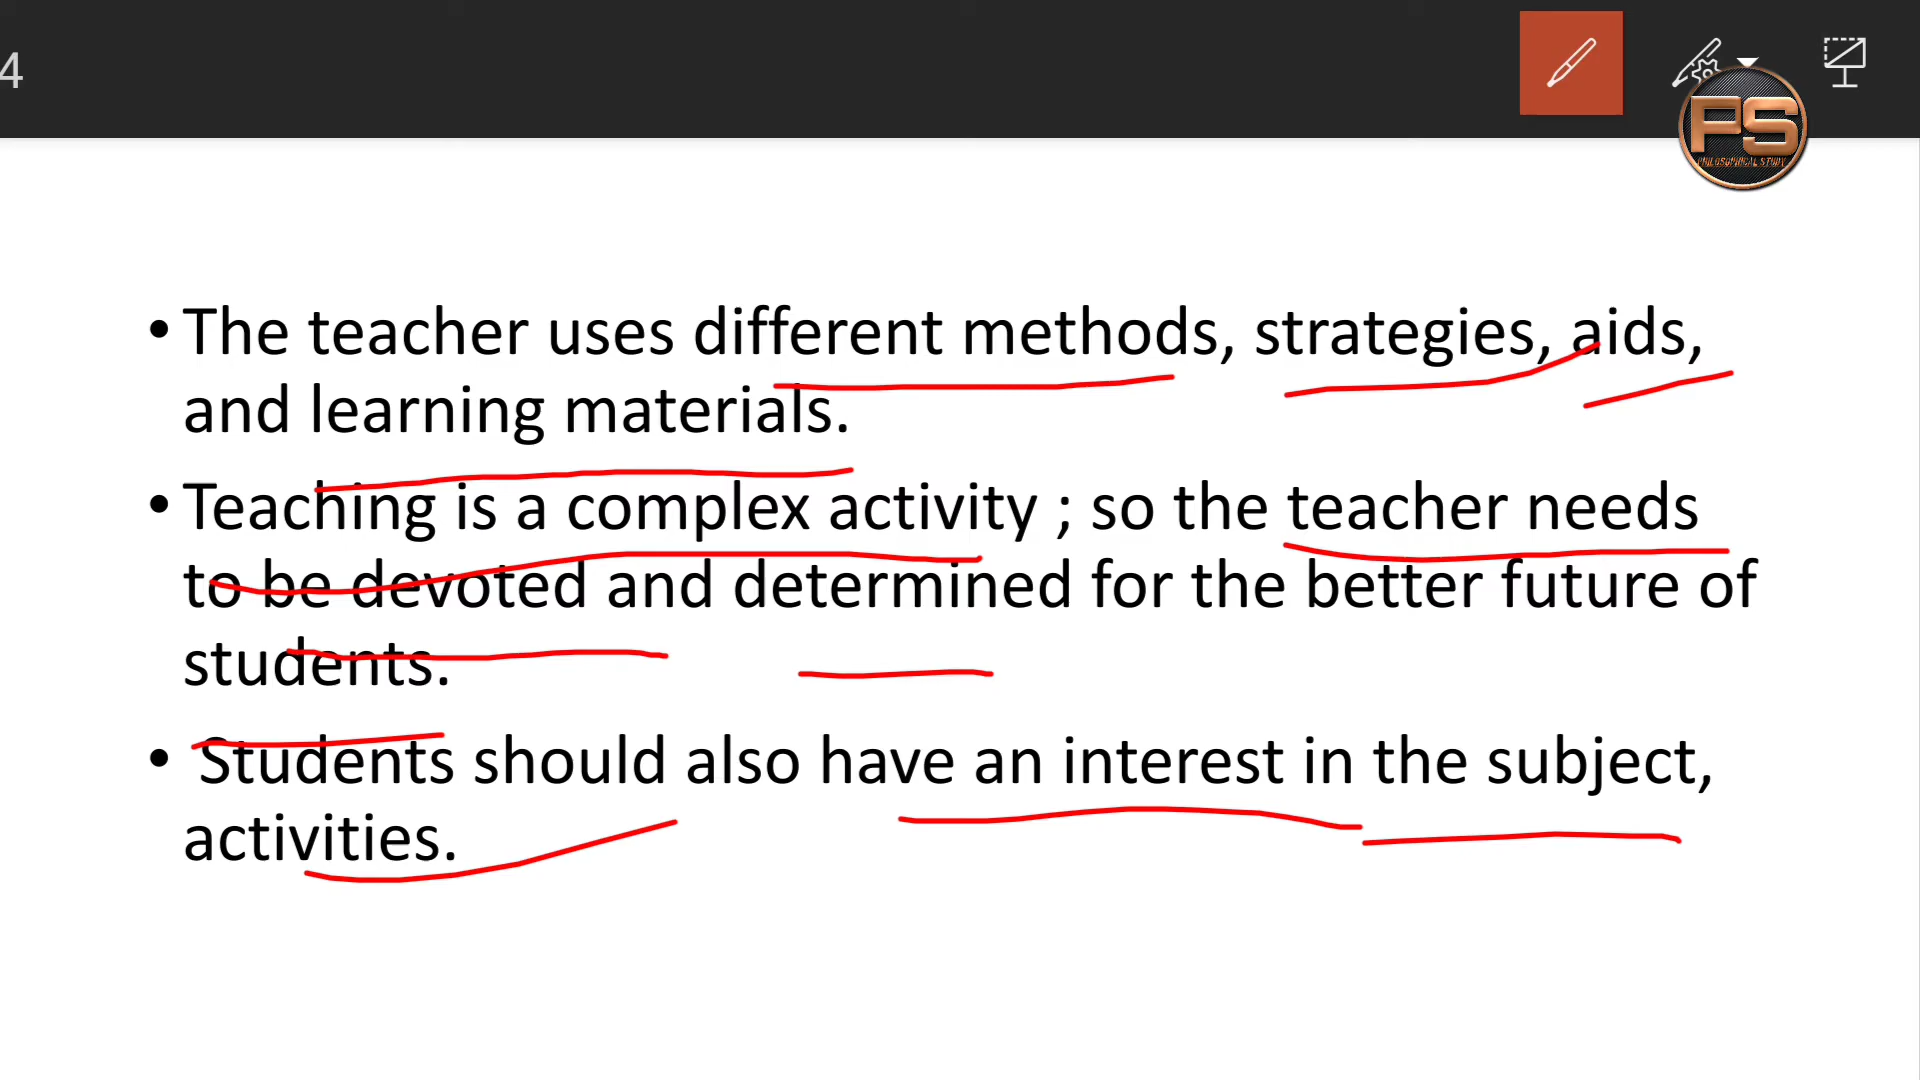 4
PS
PHILOSOPHICAL STUDY
• The teacher uses different methods, strategies, aids,
and learning materials.
• Teaching is a complex activity ; so the teacher needs
to be devoted and determined for the better future of
students.
• Students should also have an interest in the subject,
activities.